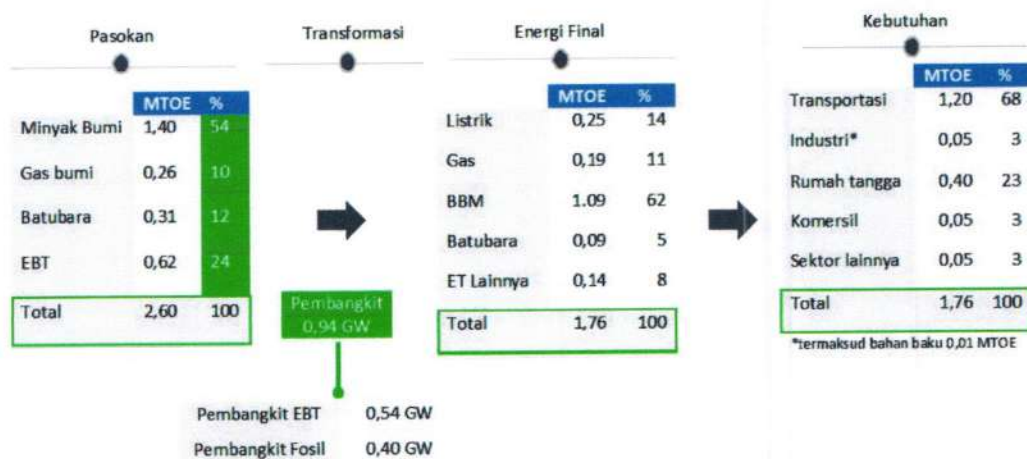 Pasokan
MTOE %
Minyak Bumi 1,40 54
Gas bumi 0,26 10
Batubara 0,31 12
EBT 0,62 24
Total 2,60 100
Transformasi
Pembangkit
0,94 GW
Pembangkit EBT 0,54 GW
Pembangkit Fosil 0,40 GW
Energi Final
MTOE %
Listrik 0,25 14
Gas 0,19 11
BBM 1.09 62
Batubara 0,09 5
ET Lainnya 0,14 8
Total 1,76 100
Kebutuhan
MTOE %
Transportasi 1,20 68
Industri* 0,05 3
Rumah tangga 0,40 23
Komersil 0,05 3
Sektor lainnya 0,05 3
Total 1,76 100
*termaksud bahan baku 0,01 MTOE